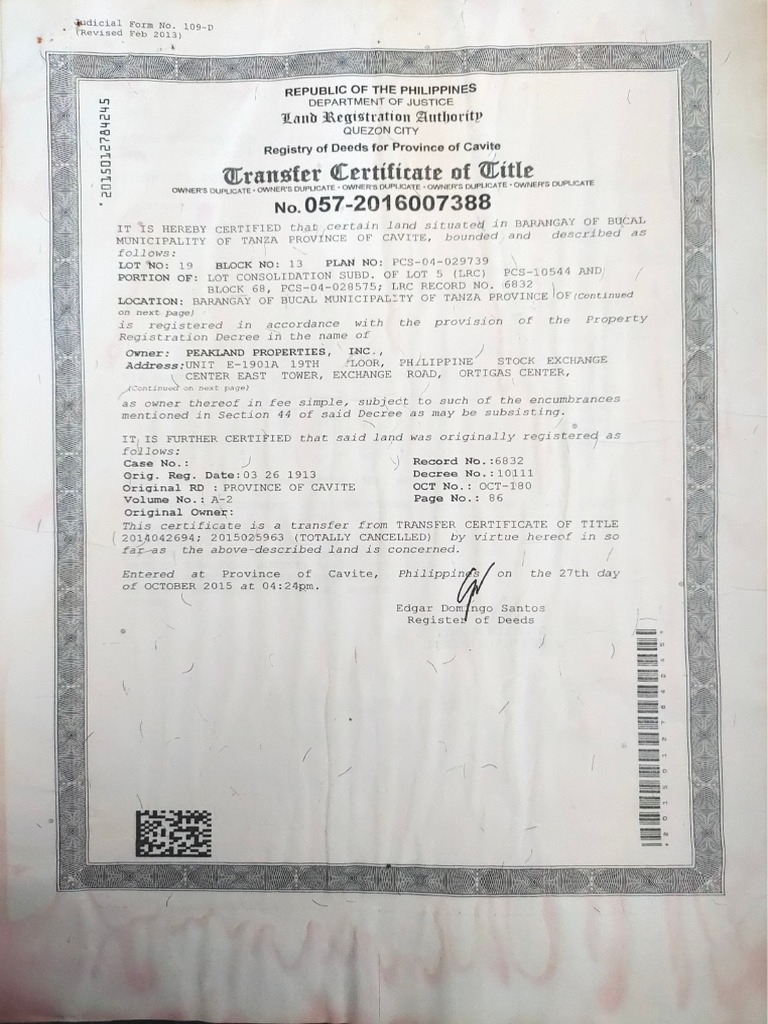 Judicial Form No. 109-D
(Revised Feb 2013)
*2015012784245
REPUBLIC OF THE PHILIPPINES
DEPARTMENT OF JUSTICE
Land Registration Authority
QUEZON CITY
Registry of Deeds for Province of Cavite
Transfer Certificate of Title
OWNER'S DUPLICATE • OWNER'S DUPLICATE • OWNER'S DUPLICATE • OWNER'S DUPLICATE • OWNER'S DUPLICATE
No. 057-2016007388
IT IS HEREBY CERTIFIED that certain land situated in BARANGAY OF BUCAL
MUNICIPALITY OF TANZA PROVINCE OF CAVITE, bounded and described as
follows:
LOT NO: 19 BLOCK NO: 13 PLAN NO: PCS-04-029739
PORTION OF: LOT CONSOLIDATION SUBD. OF LOT 5 (LRC) PCS-10544 AND
BLOCK 68, PCS-04-028575; LRC RECORD NO. 6832
LOCATION: BARANGAY OF BUCAL MUNICIPALITY OF TANZA PROVINCE OF (Continued
on next page)
is registered in accordance with the provision of the Property
Registration Decree in the name of
Owner: PEAKLAND PROPERTIES, INC.,
Address: UNIT E-1901A 19TH FLOOR, PHILIPPINE STOCK EXCHANGE
CENTER EAST TOWER, EXCHANGE ROAD, ORTIGAS CENTER,
(Continued on next page)
as owner thereof in fee simple, subject to such of the encumbrances
mentioned in Section 44 of said Decree as may be subsisting.
IT IS FURTHER CERTIFIED that said land was originally registered as
follows:
Case No.: Record No.: 6832
Orig. Reg. Date: 03 26 1913 Decree No.: 10111
Original RD : PROVINCE OF CAVITE OCT No.: OCT-180
Volume No.: A-2 Page No.: 86
Original Owner:
This certificate is a transfer from TRANSFER CERTIFICATE OF TITLE
2014042694; 2015025963 (TOTALLY CANCELLED) by virtue hereof in so
far as the above-described land is concerned.
Entered at Province of Cavite, Philippines on the 27th day
of OCTOBER 2015 at 04:24pm.
Edgar Domingo Santos
Register of Deeds
*2015012784245*